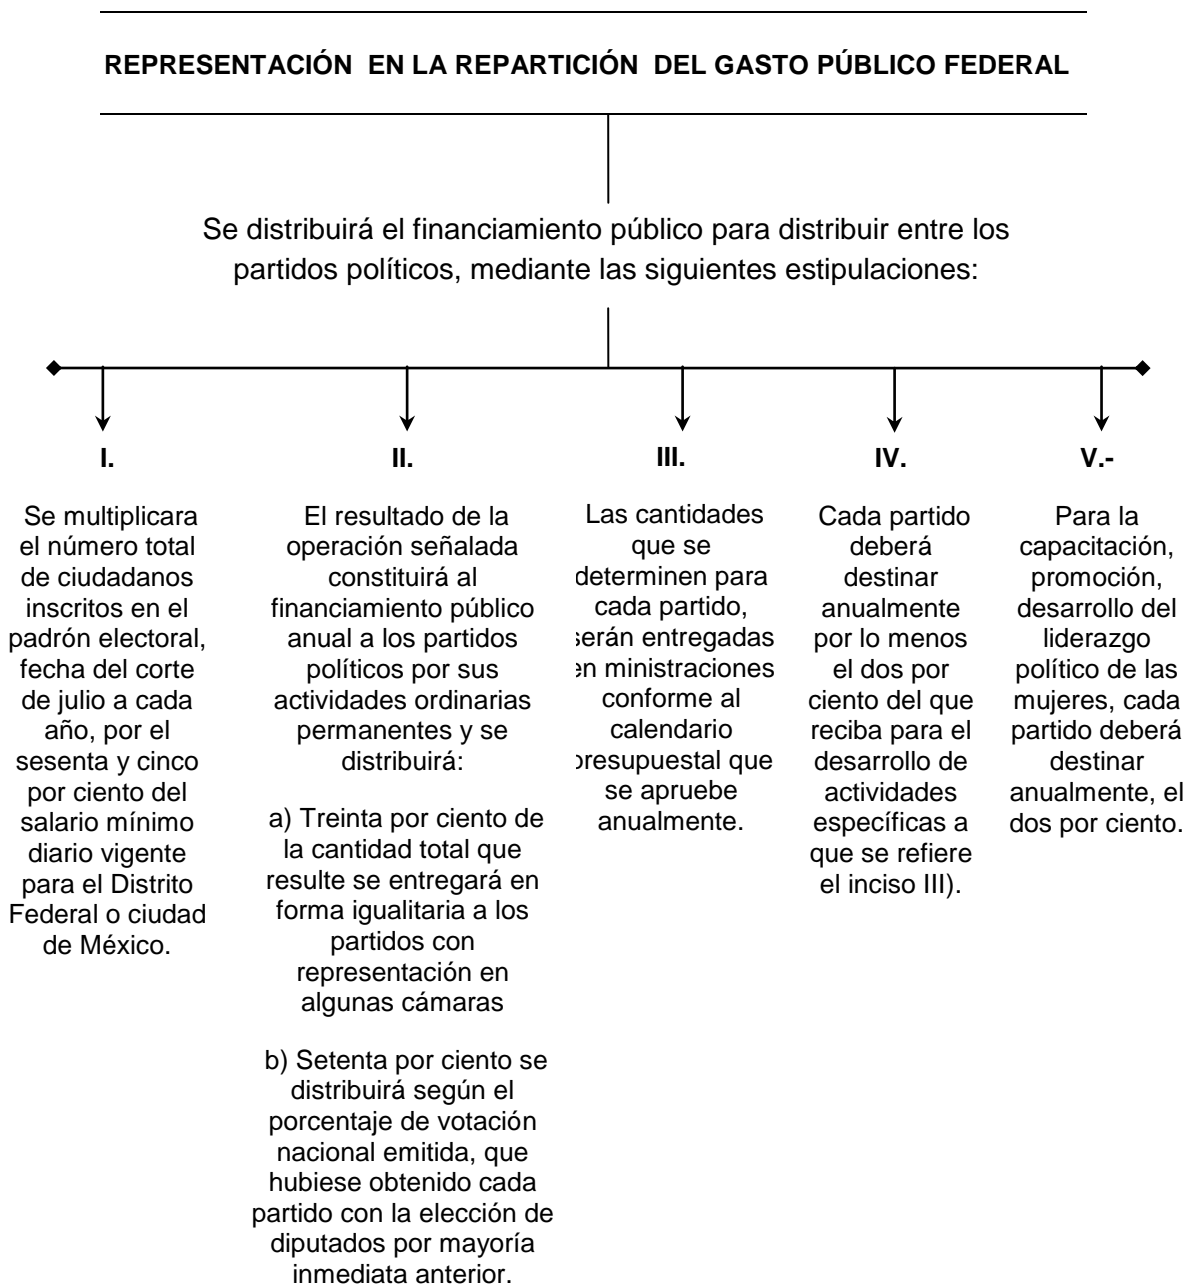 REPRESENTACIÓN EN LA REPARTICIÓN DEL GASTO PÚBLICO FEDERAL
Se distribuirá el financiamiento público para distribuir entre los
partidos políticos, mediante las siguientes estipulaciones:
I.
Se multiplicara
el número total
de ciudadanos
inscritos en el
padrón electoral,
fecha del corte
de julio a cada
año, por el
sesenta y cinco
por ciento del
salario mínimo
diario vigente
para el Distrito
Federal o ciudad
de México.
II.
El resultado de la
operación señalada
constituirá al
financiamiento público
anual a los partidos
políticos por sus
actividades ordinarias
permanentes y se
distribuirá:
a) Treinta por ciento de
la cantidad total que
resulte se entregará en
forma igualitaria a los
partidos con
representación en
algunas cámaras
b) Setenta por ciento se
distribuirá según el
porcentaje de votación
nacional emitida, que
hubiese obtenido cada
partido con la elección de
diputados por mayoría
inmediata anterior.
III.
Las cantidades
que se
determinen para
cada partido,
serán entregadas
en ministraciones
conforme al
calendario
presupuestal que
se apruebe
anualmente.
IV.
Cada partido
deberá
destinar
anualmente
por lo menos
el dos por
ciento del que
reciba para el
desarrollo de
actividades
específicas a
que se refiere
el inciso III).
V.-
Para la
capacitación,
promoción,
desarrollo del
liderazgo
político de las
mujeres, cada
partido deberá
destinar
anualmente, el
dos por ciento.